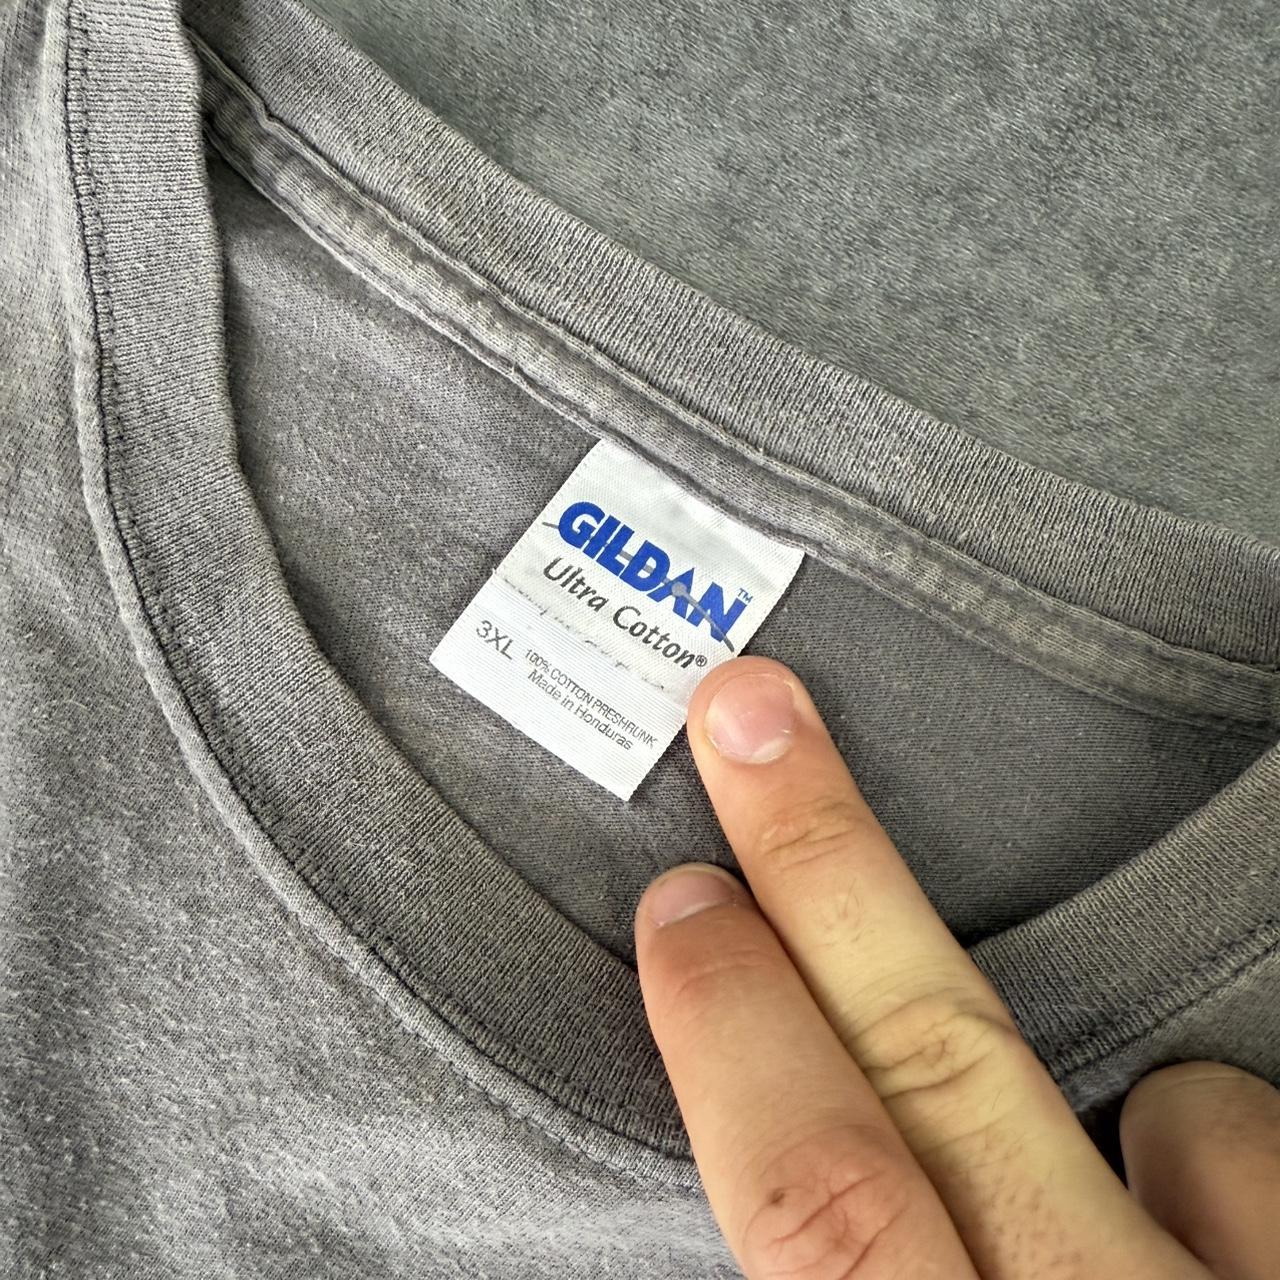 GILDAN™
Ultra Cotton®
3XL
100% COTTON PRESHRUNK
Made in Honduras